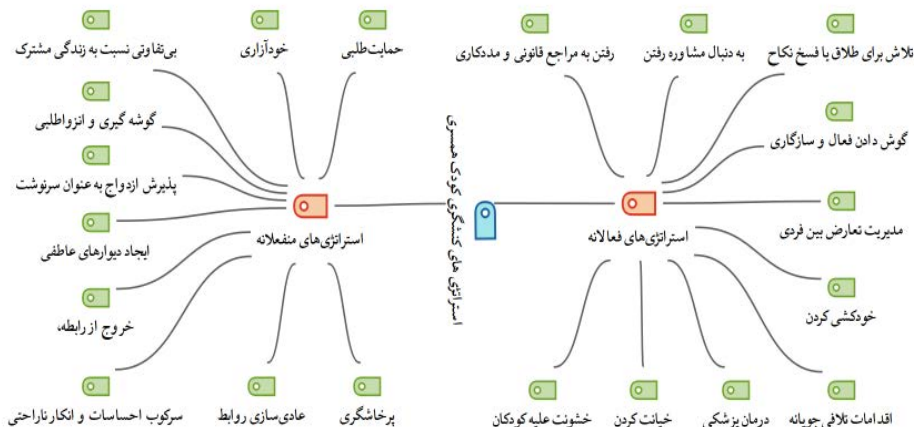 تلاش برای طلاق یا فسخ نکاح
به دنبال مشاوره رفتن
رفتن به مراجع قانونی و مددکاری
حمایت‌طلبی
خودآزاری
بی‌تفاوتی نسبت به زندگی مشترک
گوش دادن فعال و سازگاری
گوشه گیری و انزواطلبی
پذیرش ازدواج به عنوان سرنوشت
استراتژی های کنشگری کودک همسری
مدیریت تعارض بین فردی
استراتژی‌های فعالانه
استراتژی‌های منفعلانه
ایجاد دیوارهای عاطفی
خودکشی کردن
خروج از رابطه،
اقدامات تلافی جویانه
درمان پزشکی
خیانت کردن
خشونت علیه کودکان
پرخاشگری
عادی‌سازی روابط
سرکوب احساسات و انکار ناراحتی